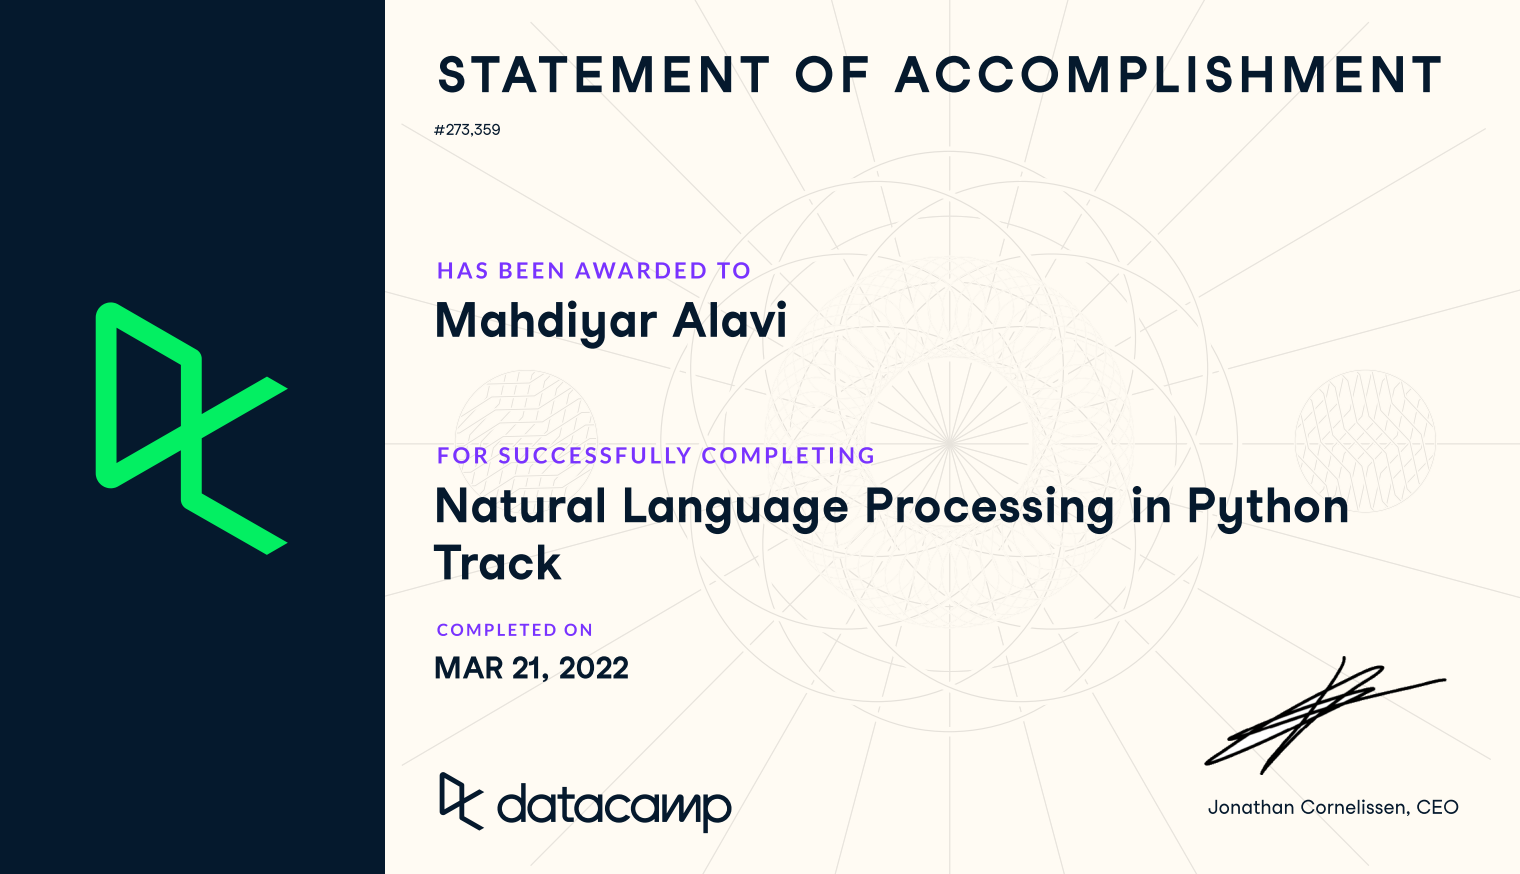 STATEMENT OF ACCOMPLISHMENT
#273,359
HAS BEEN AWARDED TO
Mahdiyar Alavi
FOR SUCCESSFULLY COMPLETING
Natural Language Processing in Python
Track
COMPLETED ON
MAR 21, 2022
datacamp
Jonathan Cornelissen, CEO